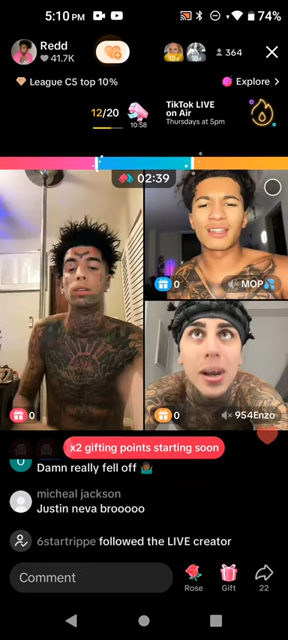 5:10 PM
74%
Redd
41.7K
364
League C5 top 10%
Explore >
12/20
10:58
TikTok LIVE
on Air
Thursdays at 5pm
02:39
0
MOP💦
0
0
954Enzo
x2 gifting points starting soon
Damn really fell off 🤷🏾‍♂️
micheal jackson
Justin neva brooooo
6startrippe followed the LIVE creator
Comment
Rose
Gift
22